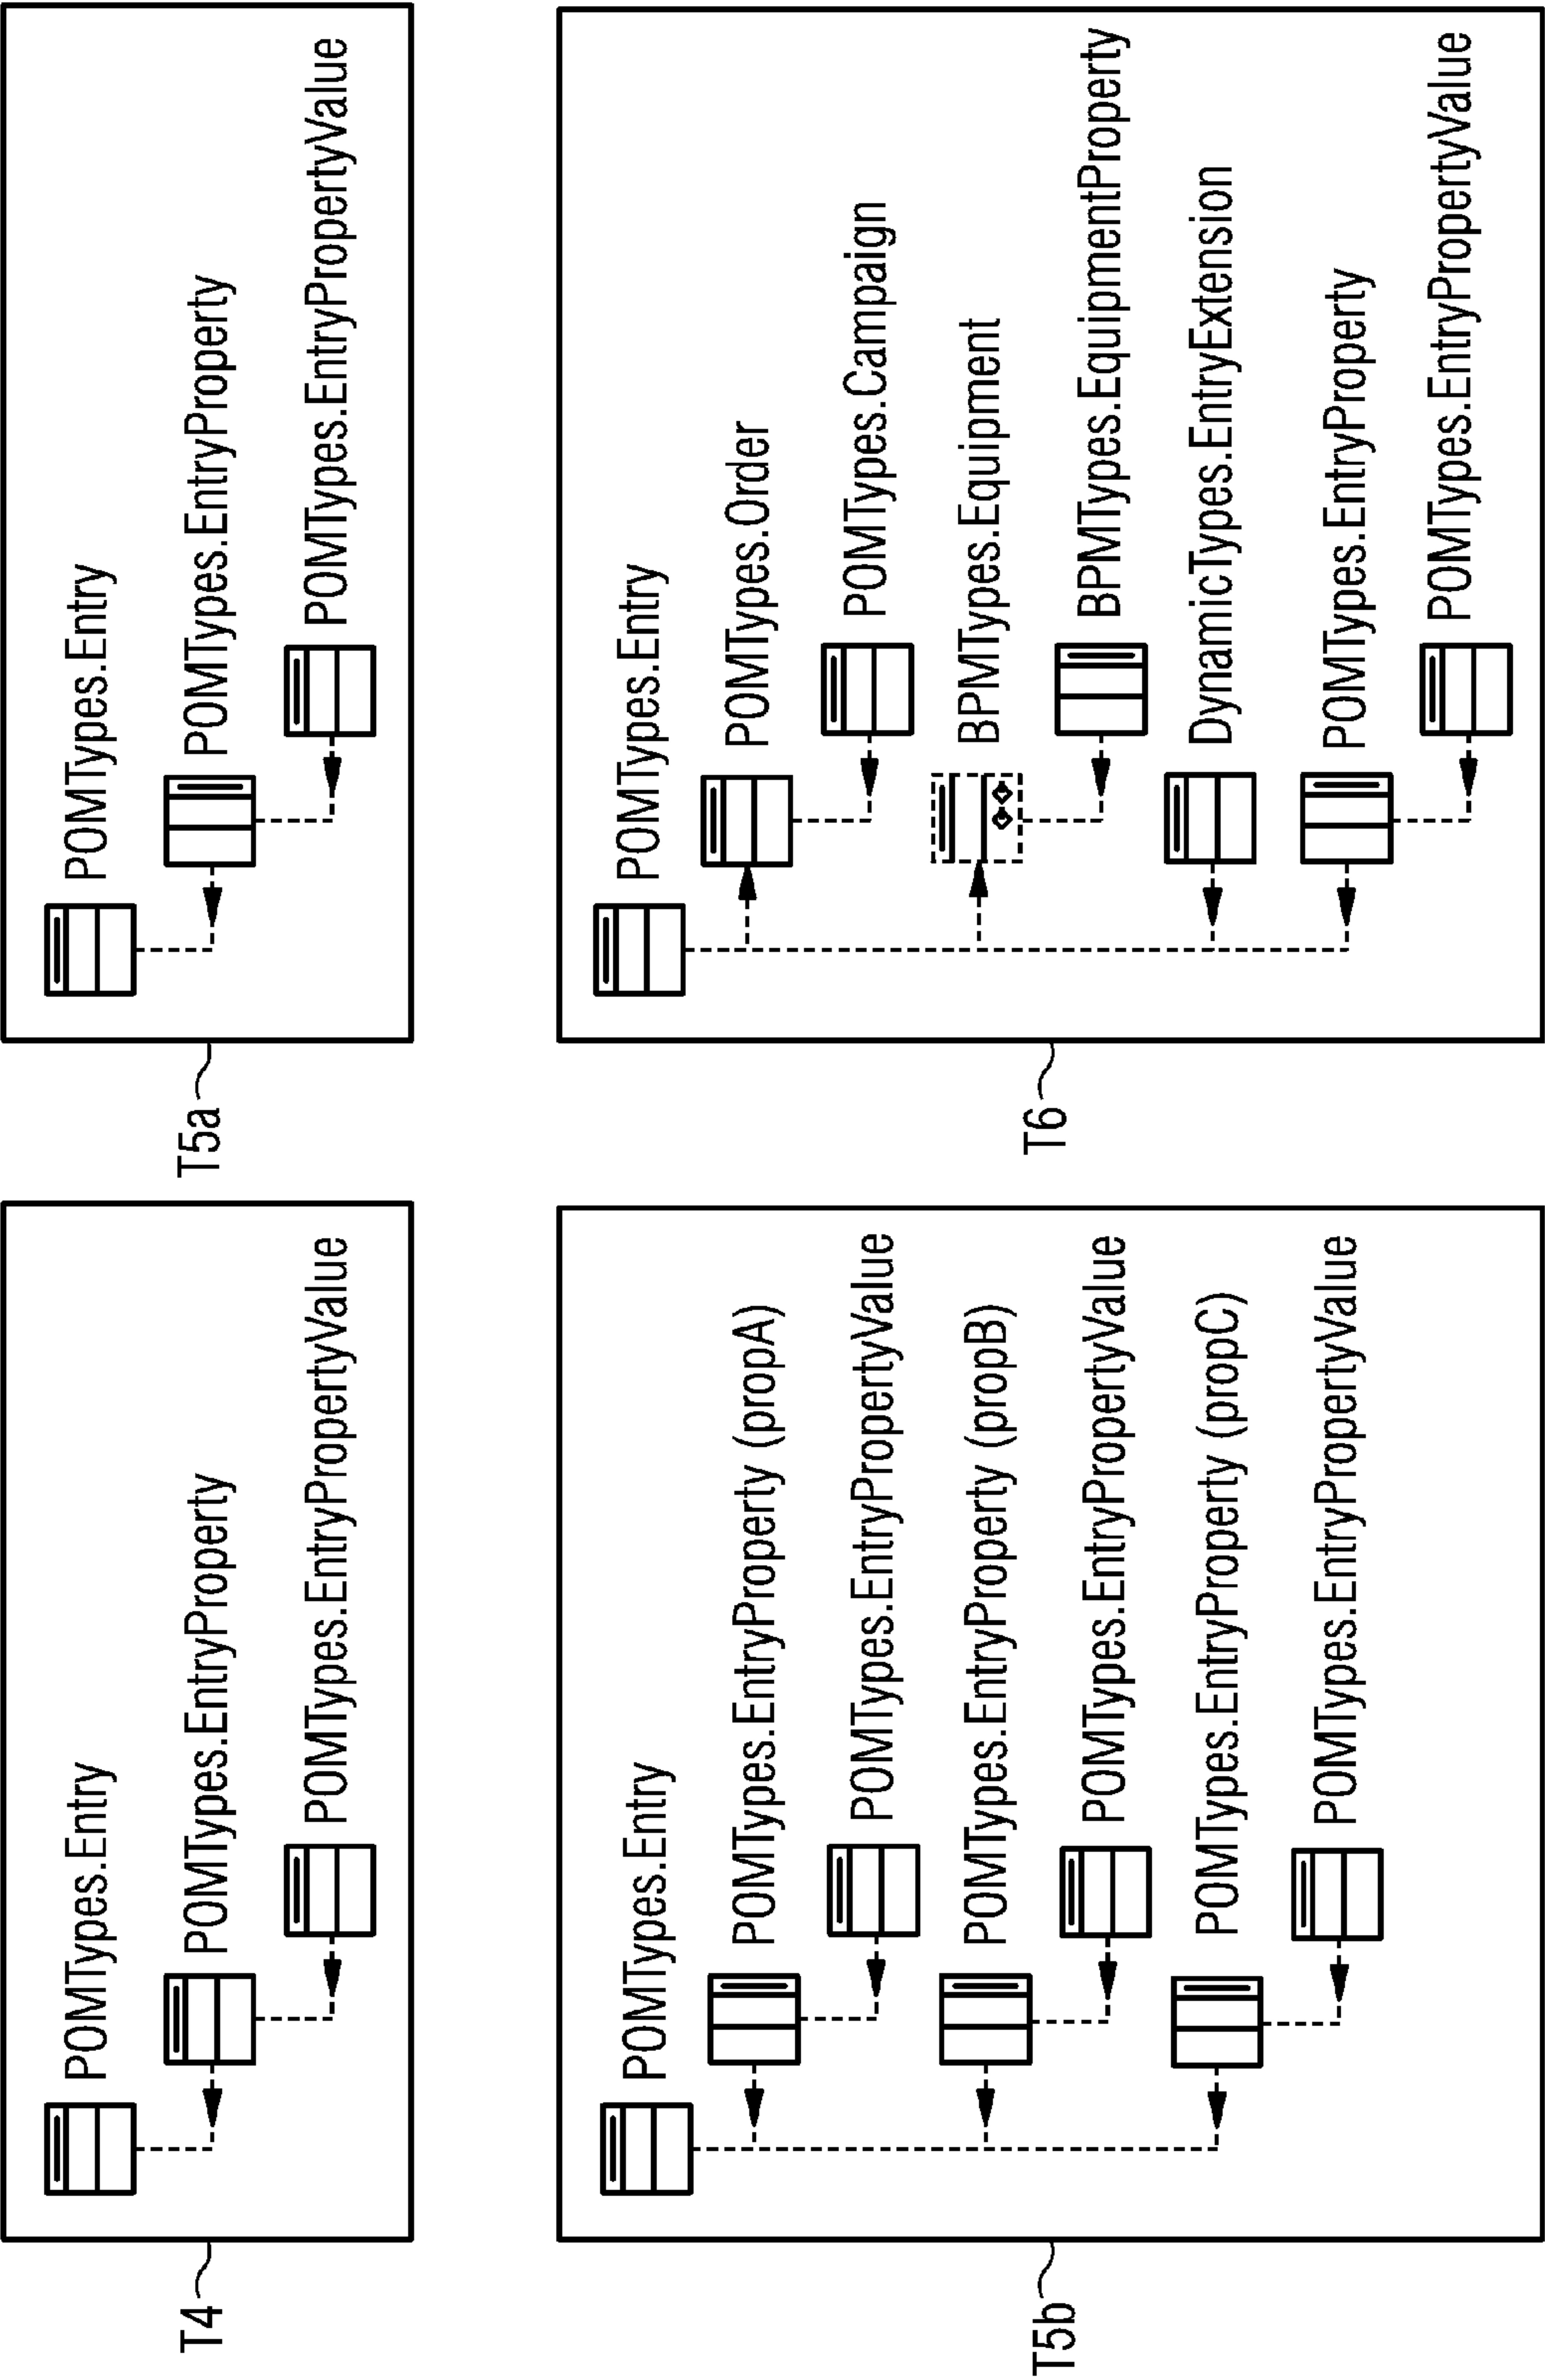 T4
POMTypes.Entry
POMTypes.EntryProperty
POMTypes.EntryPropertyValue
T5a
POMTypes.Entry
POMTypes.EntryProperty
POMTypes.EntryPropertyValue
T5b
POMTypes.Entry
POMTypes.EntryProperty (propA)
POMTypes.EntryPropertyValue
POMTypes.EntryProperty (propB)
POMTypes.EntryPropertyValue
POMTypes.EntryProperty (propC)
POMTypes.EntryPropertyValue
T6
POMTypes.Entry
POMTypes.Order
POMTypes.Campaign
BPMTypes.Equipment
BPMTypes.EquipmentProperty
DynamicTypes.EntryExtension
POMTypes.EntryProperty
POMTypes.EntryPropertyValue